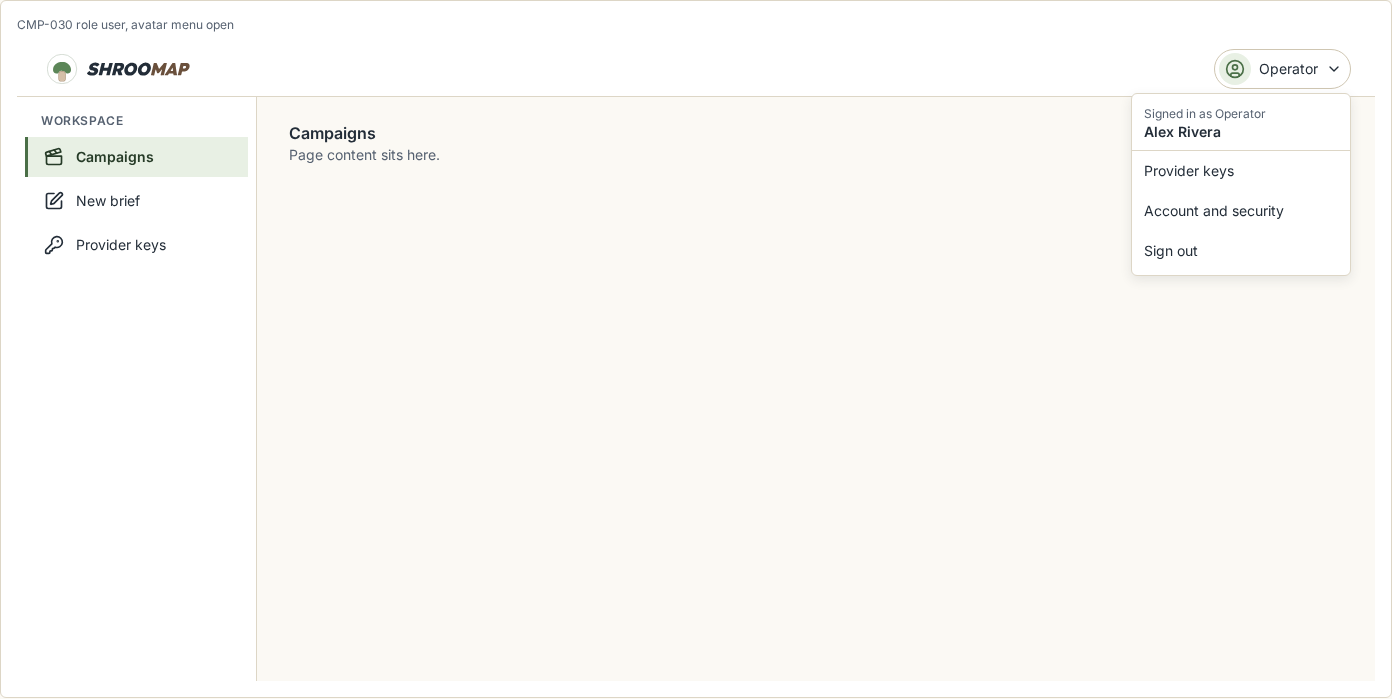 CMP-030 role user, avatar menu open
SHROOMAP
Operator
WORKSPACE
Campaigns
New brief
Provider keys
Campaigns
Page content sits here.
Signed in as Operator
Alex Rivera
Provider keys
Account and security
Sign out